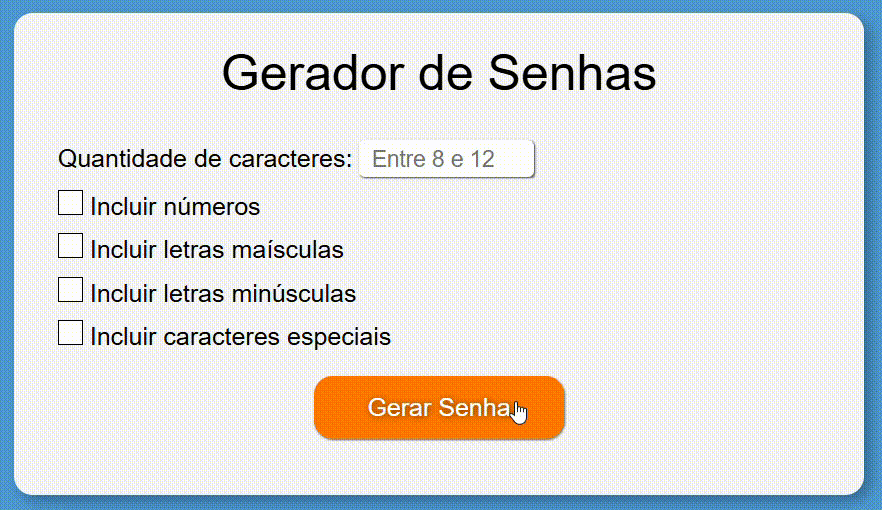 Gerador de Senhas
Quantidade de caracteres: Entre 8 e 12
Incluir números
Incluir letras maísculas
Incluir letras minúsculas
Incluir caracteres especiais
Gerar Senha